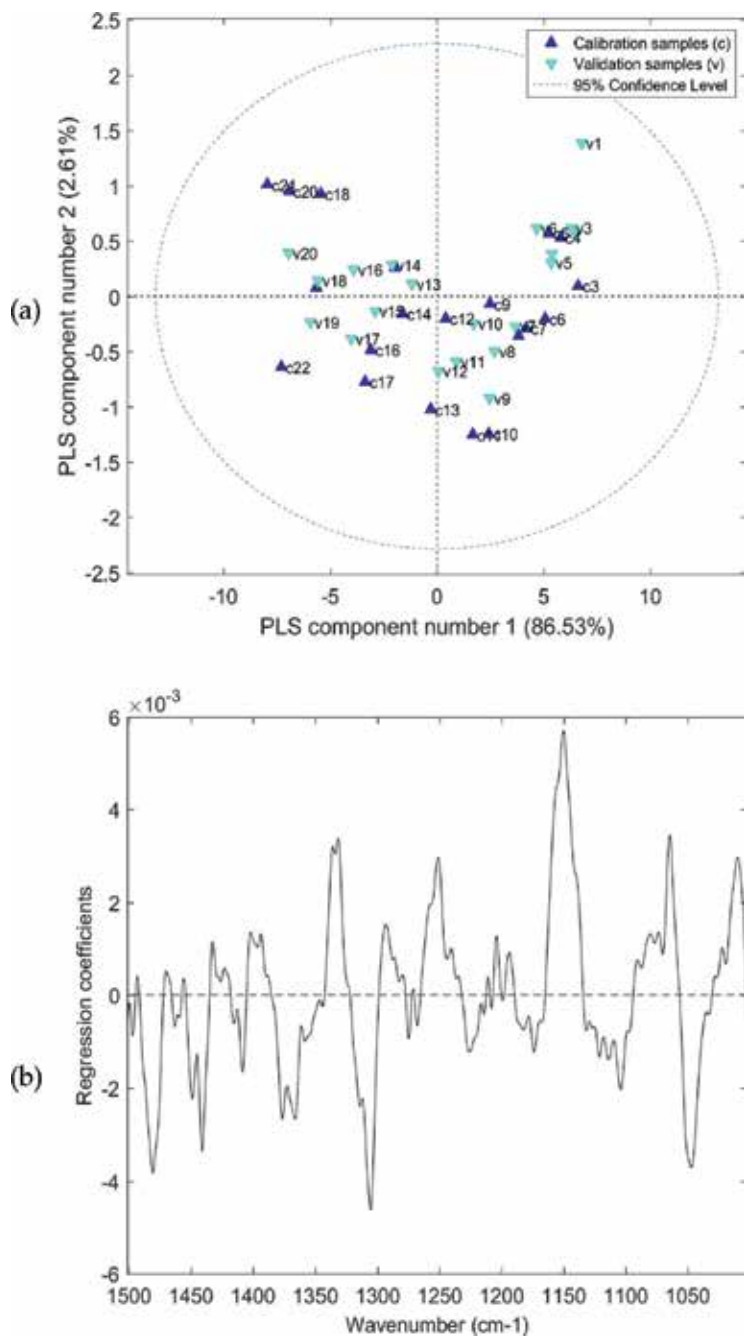 (a)
PLS component number 2 (2.61%)
2.5
2
1.5
1
0.5
0
-0.5
-1
-1.5
-2
-2.5
Calibration samples (c)
Validation samples (v)
95% Confidence Level
v1
c20
c18
v3
c4
v20
v16
v14
v5
v18
v13
c3
c9
c14
c12
v10
c6
v19
v17
c7
c16
v8
c22
v11
v12
c17
v9
c13
c10
-10
-5
0
5
10
PLS component number 1 (86.53%)
(b)
×10⁻³
Regression coefficients
6
4
2
0
-2
-4
-6
1500
1450
1400
1350
1300
1250
1200
1150
1100
1050
Wavenumber (cm-1)